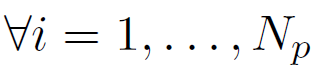 ∀i = 1, . . . , N_p